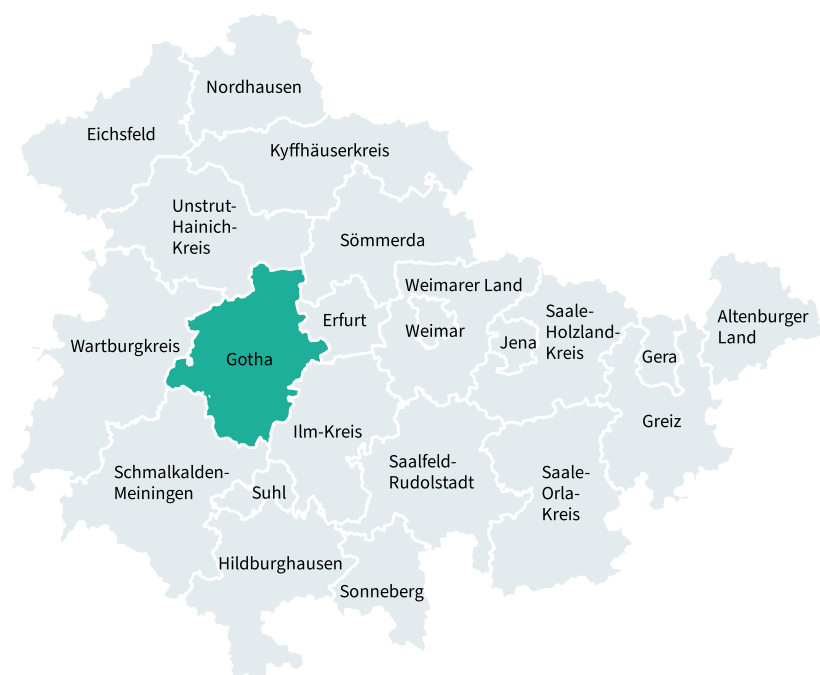 Nordhausen
Eichsfeld
Kyffhäuserkreis
Unstrut-
Hainich-
Kreis
Sömmerda
Weimarer Land
Erfurt
Weimar
Saale-
Holzland-
Kreis
Jena
Altenburger
Land
Wartburgkreis
Gotha
Gera
Greiz
Ilm-Kreis
Schmalkalden-
Meiningen
Suhl
Saalfeld-
Rudolstadt
Saale-
Orla-
Kreis
Hildburghausen
Sonneberg